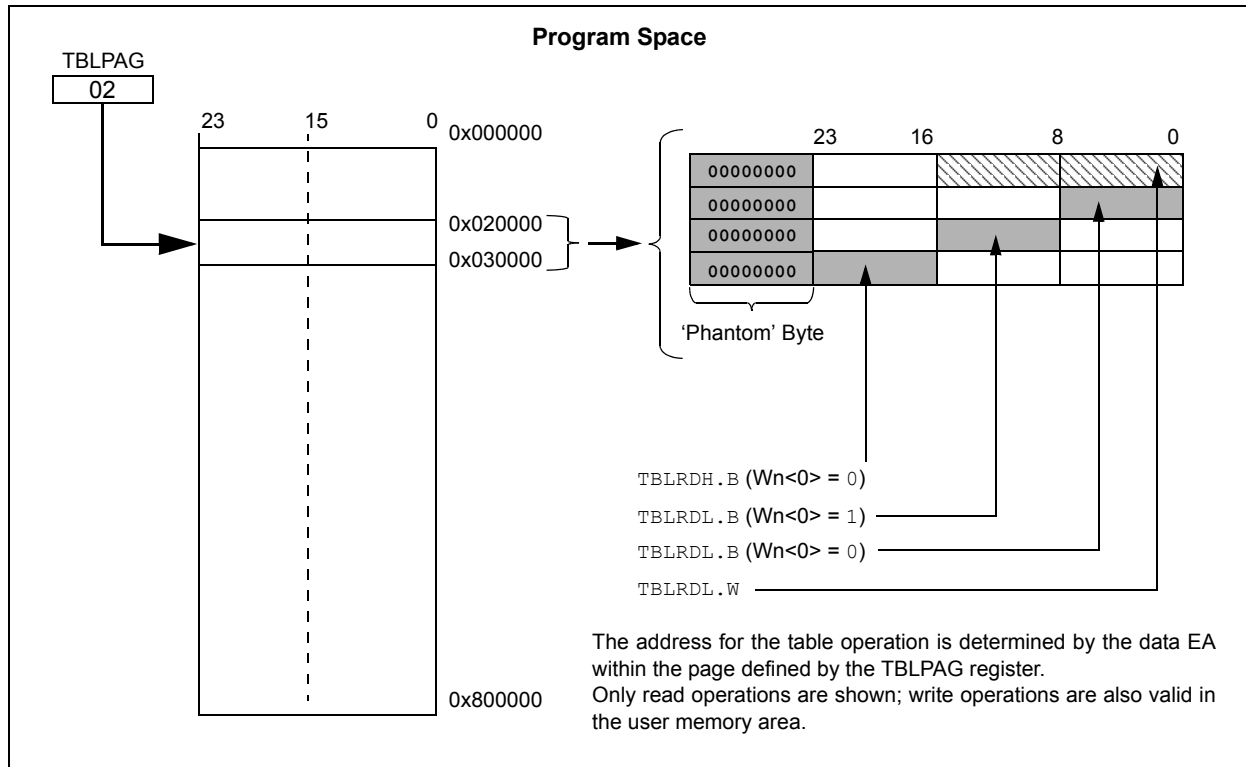 Program Space
TBLPAG
02
23 15 0
0x000000
0x020000
0x030000
0x800000
23 16 8 0
00000000
00000000
00000000
00000000
‘Phantom’ Byte
TBLRDH.B (Wn<0> = 0)
TBLRDL.B (Wn<0> = 1)
TBLRDL.B (Wn<0> = 0)
TBLRDL.W
The address for the table operation is determined by the data EA
within the page defined by the TBLPAG register.
Only read operations are shown; write operations are also valid in
the user memory area.